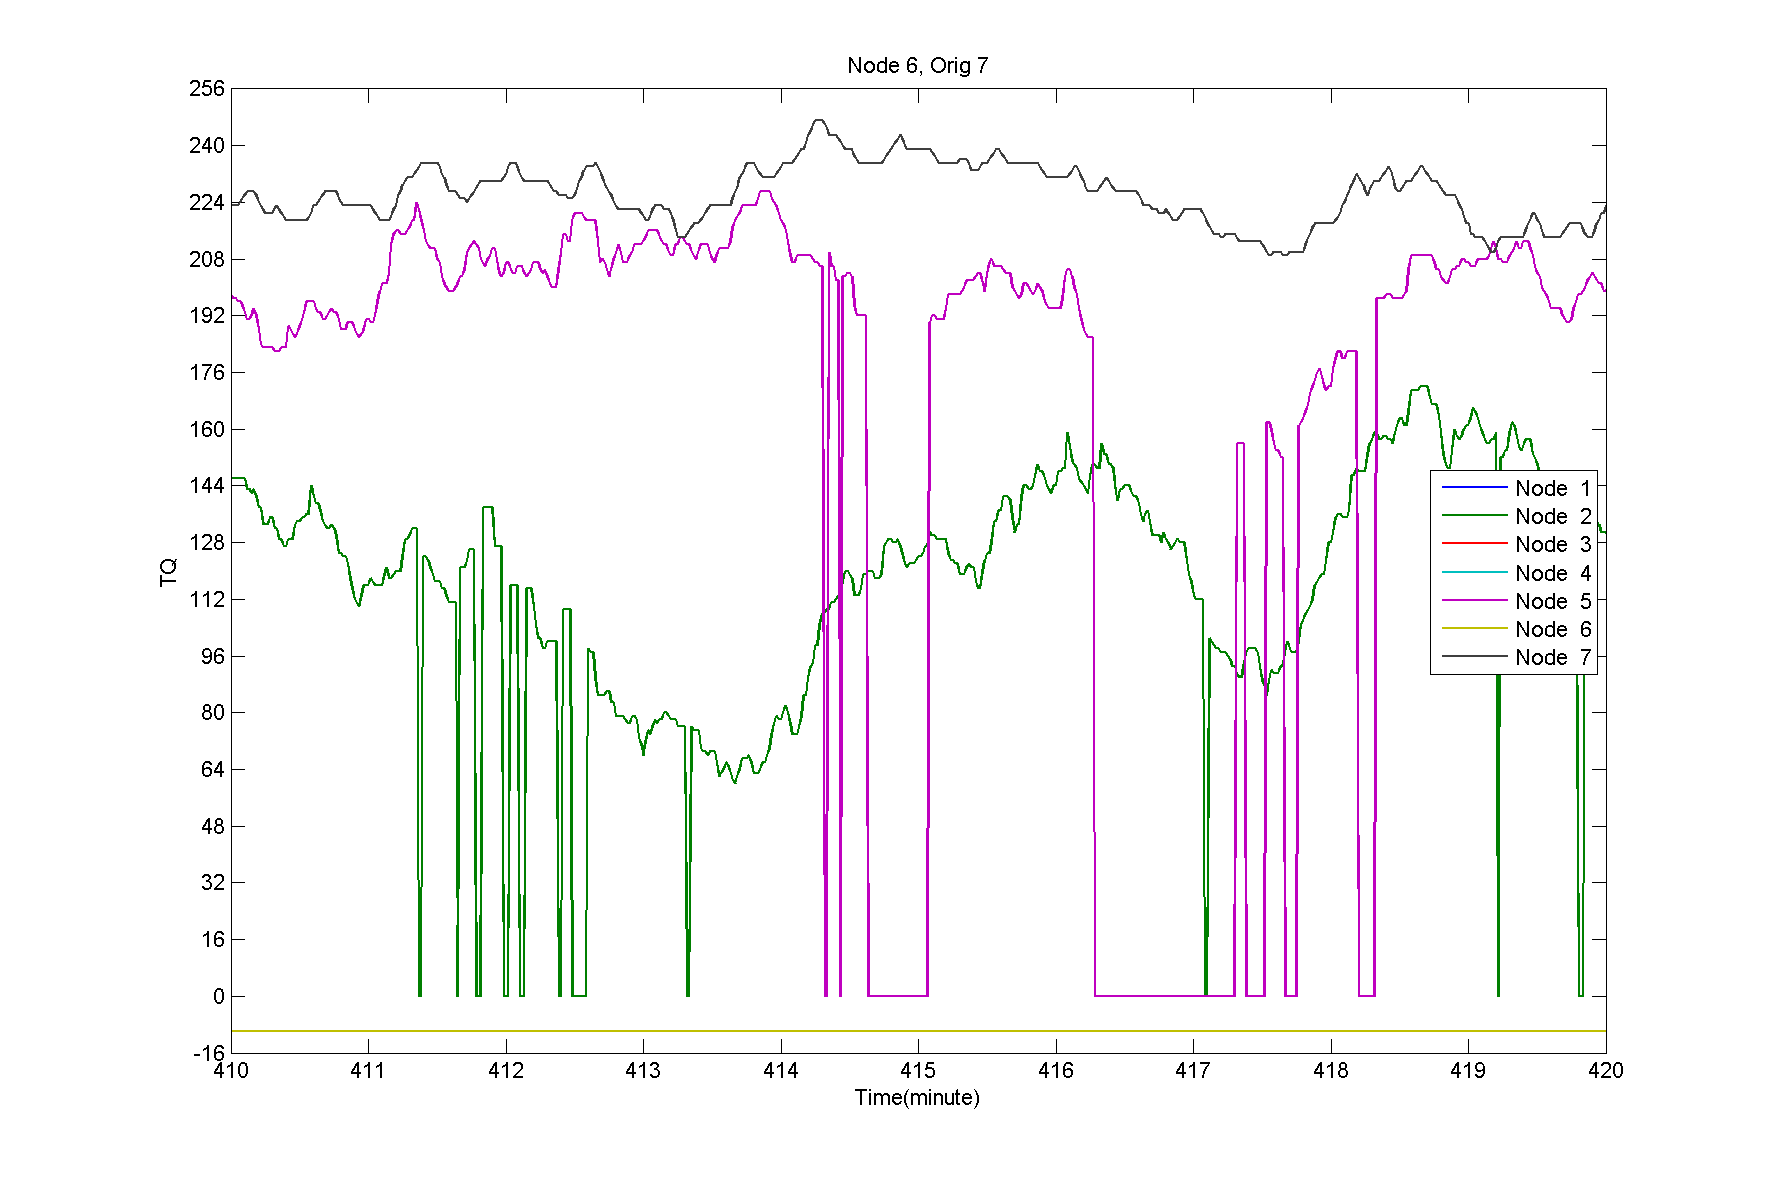 Node 6, Orig 7
256
240
224
208
192
176
160
144
128
112
96
80
64
48
32
16
0
-16
TQ
Node 1
Node 2
Node 3
Node 4
Node 5
Node 6
Node 7
410 411 412 413 414 415 416 417 418 419 420
Time(minute)